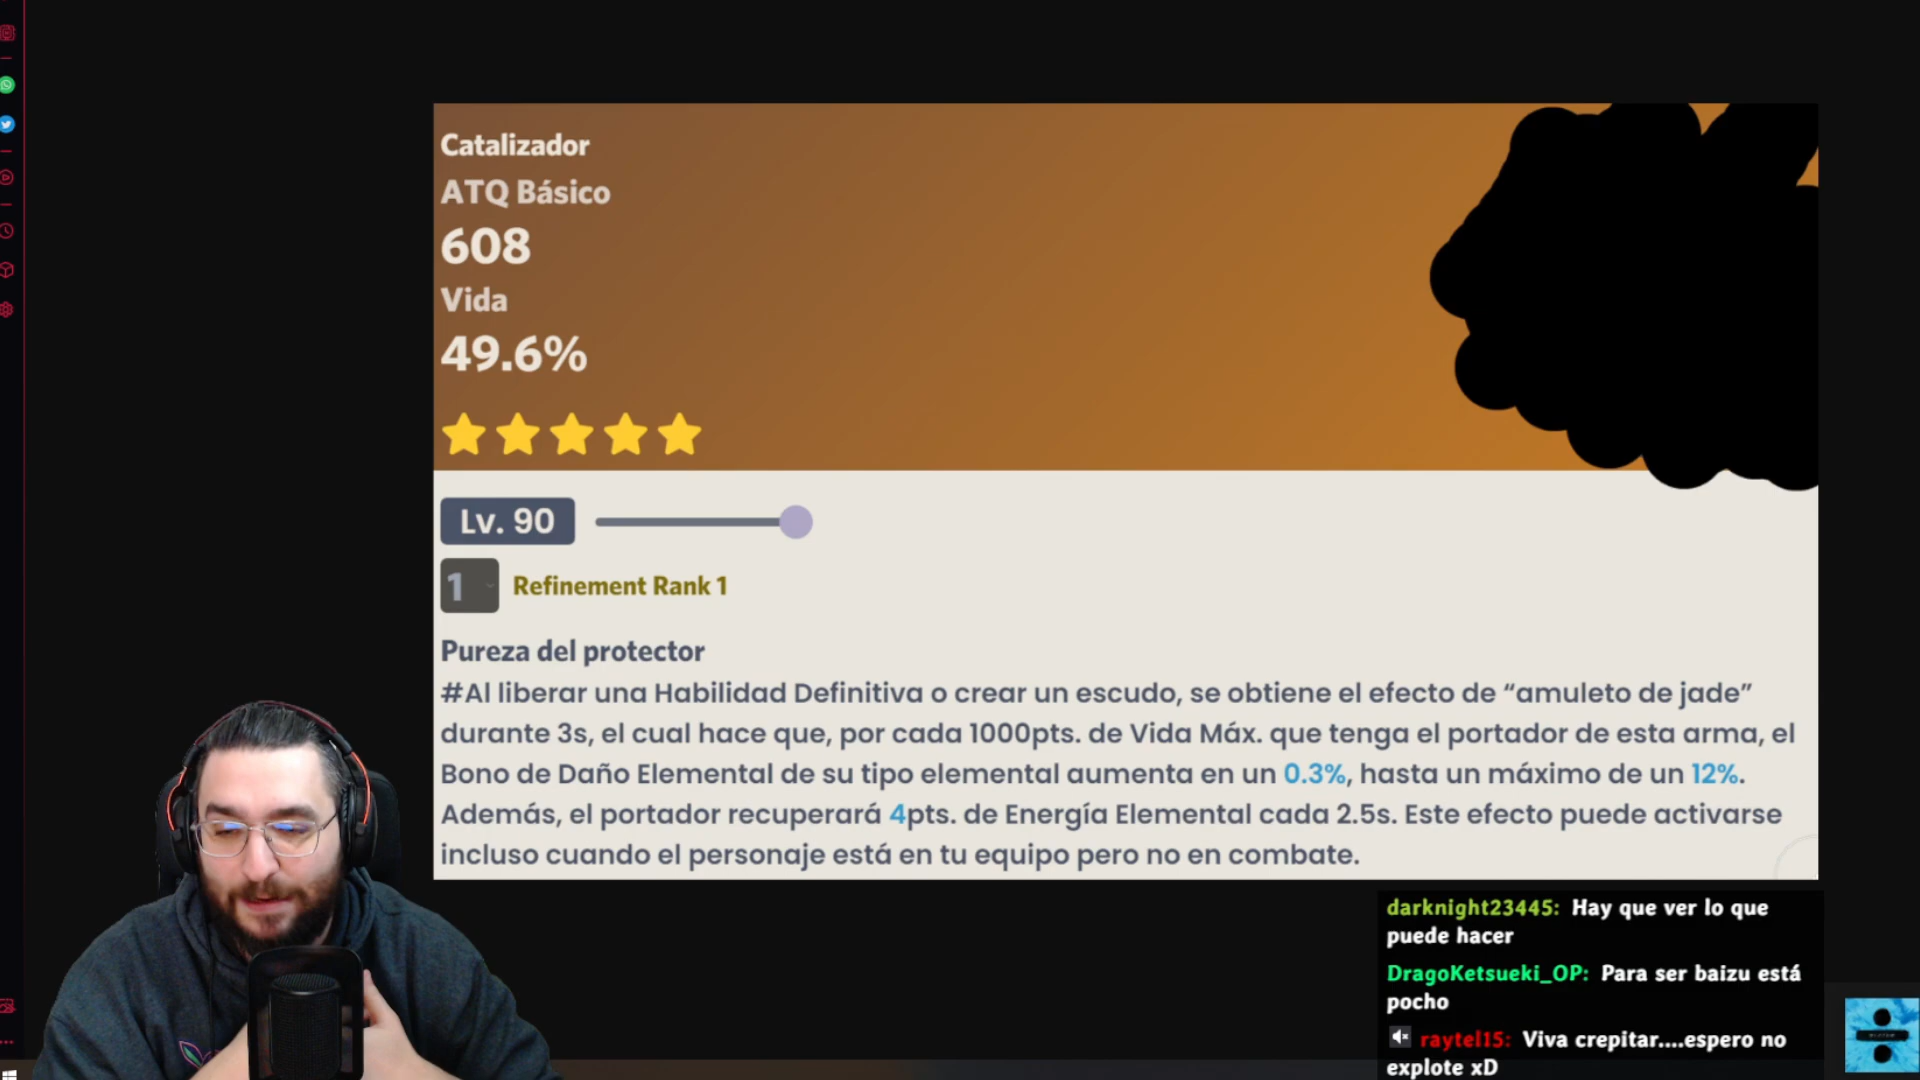 Catalizador
ATQ Básico
608
Vida
49.6%
Lv. 90
1 Refinement Rank 1
Pureza del protector
#Al liberar una Habilidad Definitiva o crear un escudo, se obtiene el efecto de “amuleto de jade”
durante 3s, el cual hace que, por cada 1000pts. de Vida Máx. que tenga el portador de esta arma, el
Bono de Daño Elemental de su tipo elemental aumenta en un 0.3%, hasta un máximo de un 12%.
Además, el portador recuperará 4pts. de Energía Elemental cada 2.5s. Este efecto puede activarse
incluso cuando el personaje está en tu equipo pero no en combate.
darknight23445: Hay que ver lo que
puede hacer
DragoKetsueki_OP: Para ser baizu está
pocho
raytel15: Viva crepitar....espero no
explote xD